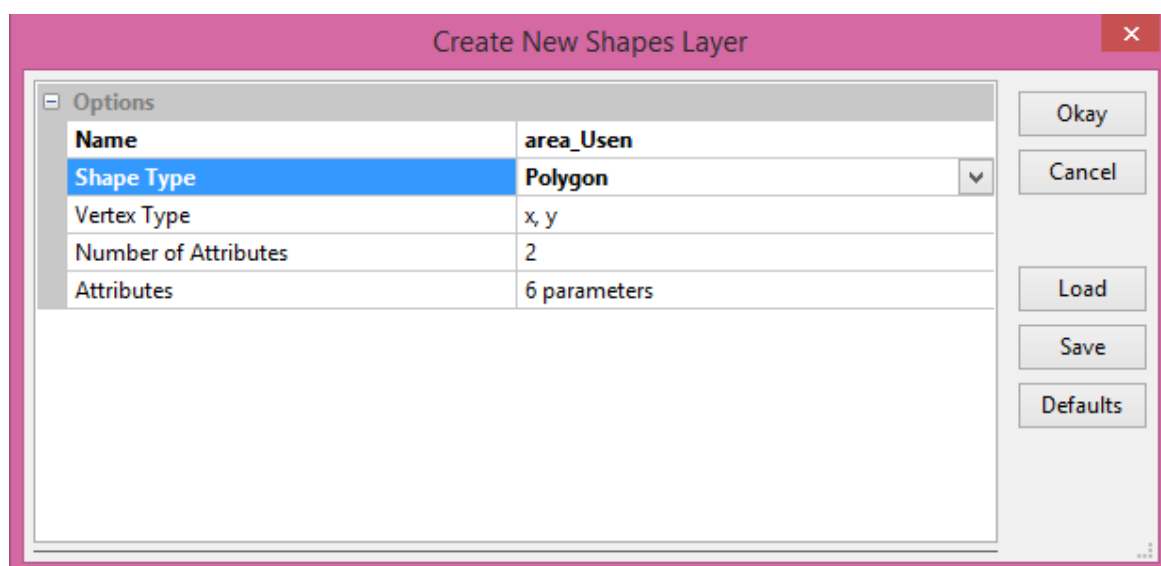 Create New Shapes Layer
Options
Name area_Usen
Shape Type Polygon
Vertex Type x, y
Number of Attributes 2
Attributes 6 parameters
Okay
Cancel
Load
Save
Defaults